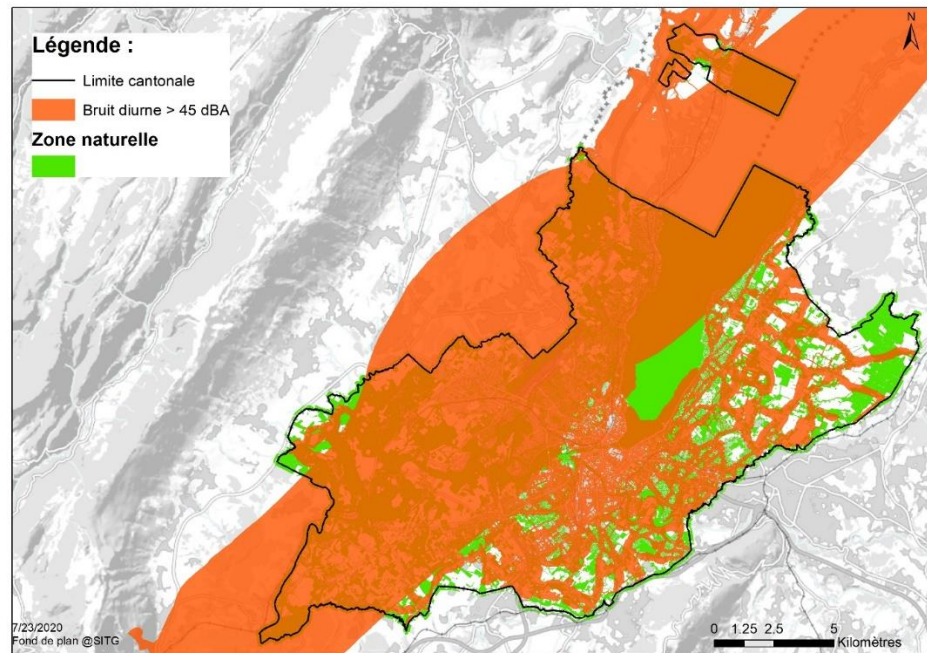 Légende :
Limite cantonale
Bruit diurne > 45 dBA
Zone naturelle
N
7/23/2020
Fond de plan @SITG
0 1.25 2.5 5
Kilomètres